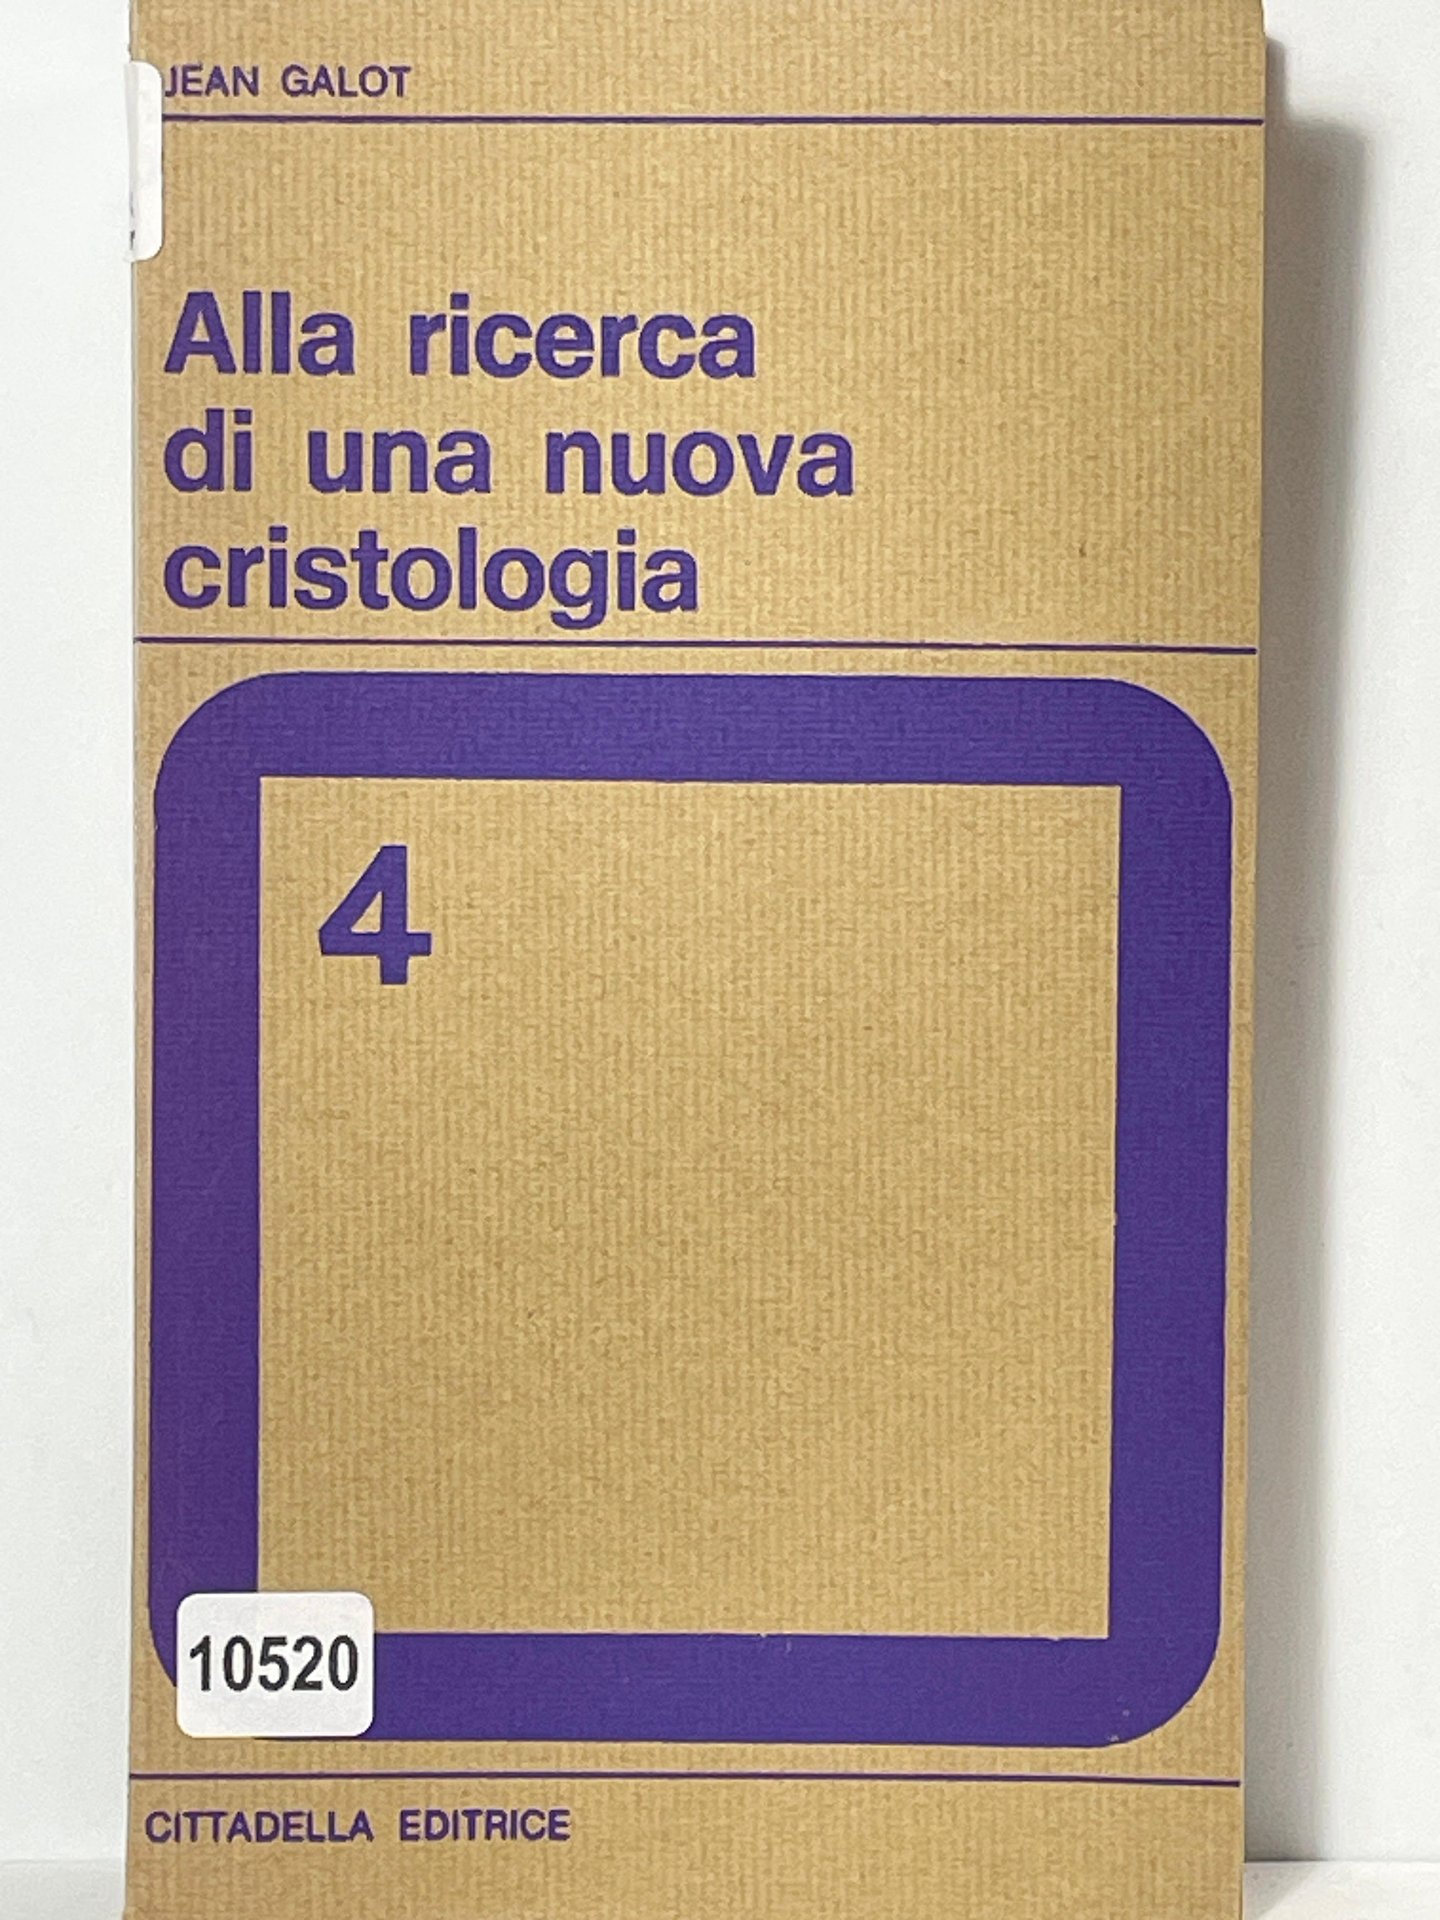 JEAN GALOT
Alla ricerca
di una nuova
cristologia
4
10520
CITTADELLA EDITRICE